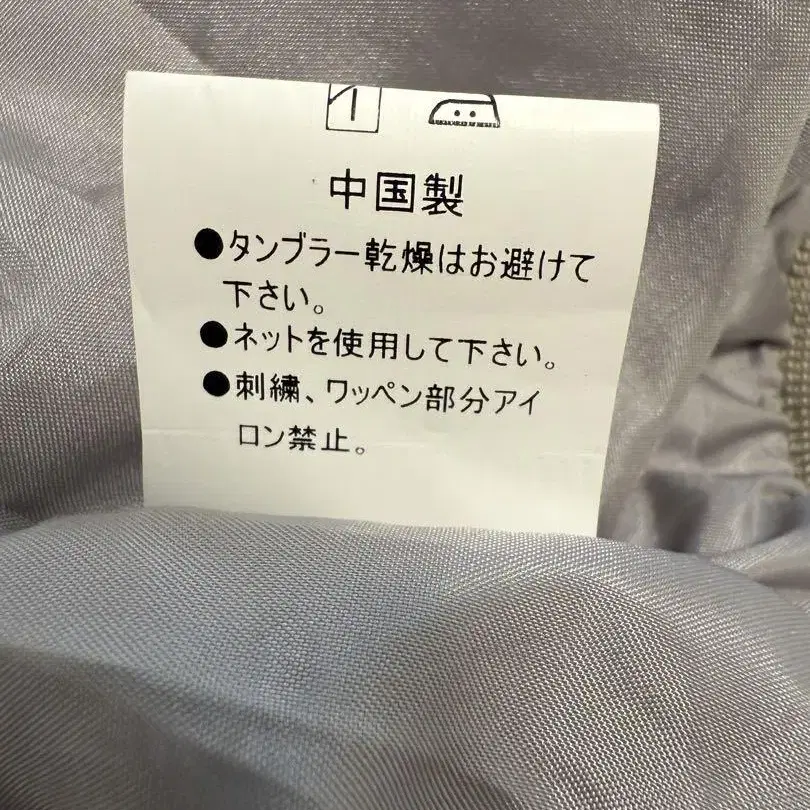 中国製
●タンブラー乾燥はお避けて
下さい。
●ネットを使用して下さい。
●刺繍、ワッペン部分アイ
ロン禁止。